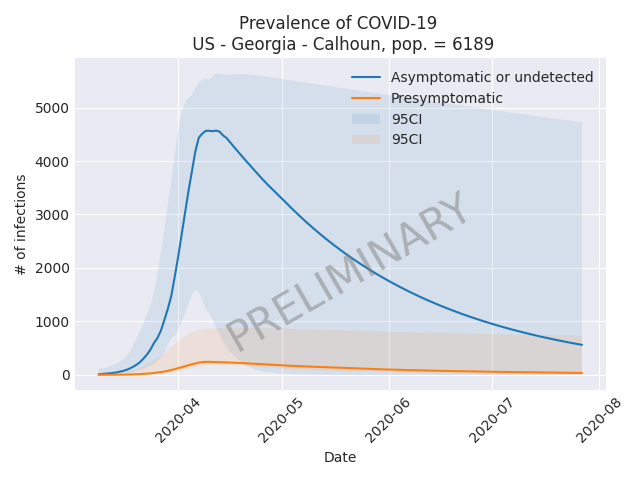 Prevalence of COVID-19
US - Georgia - Calhoun, pop. = 6189
Asymptomatic or undetected
Presymptomatic
95CI
95CI
5000
4000
3000
2000
1000
0
# of infections
PRELIMINARY
2020-04
2020-05
2020-06
2020-07
2020-08
Date